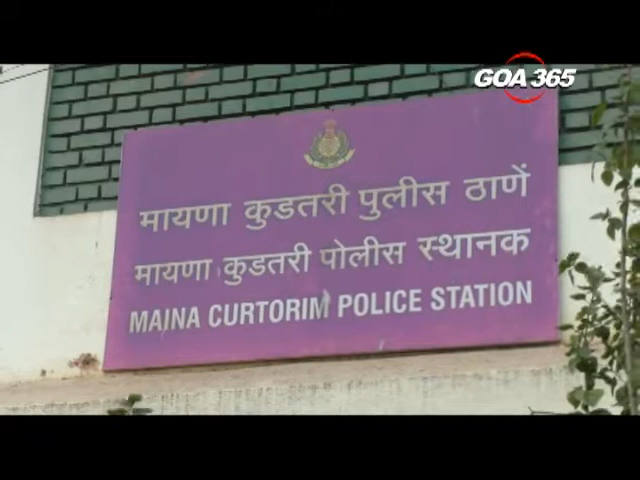 GOA 365
मायणा कुडतरी पुलीस ठाणें
मायणा कुडतरी पोलीस स्थानक
MAINA CURTORIM POLICE STATION